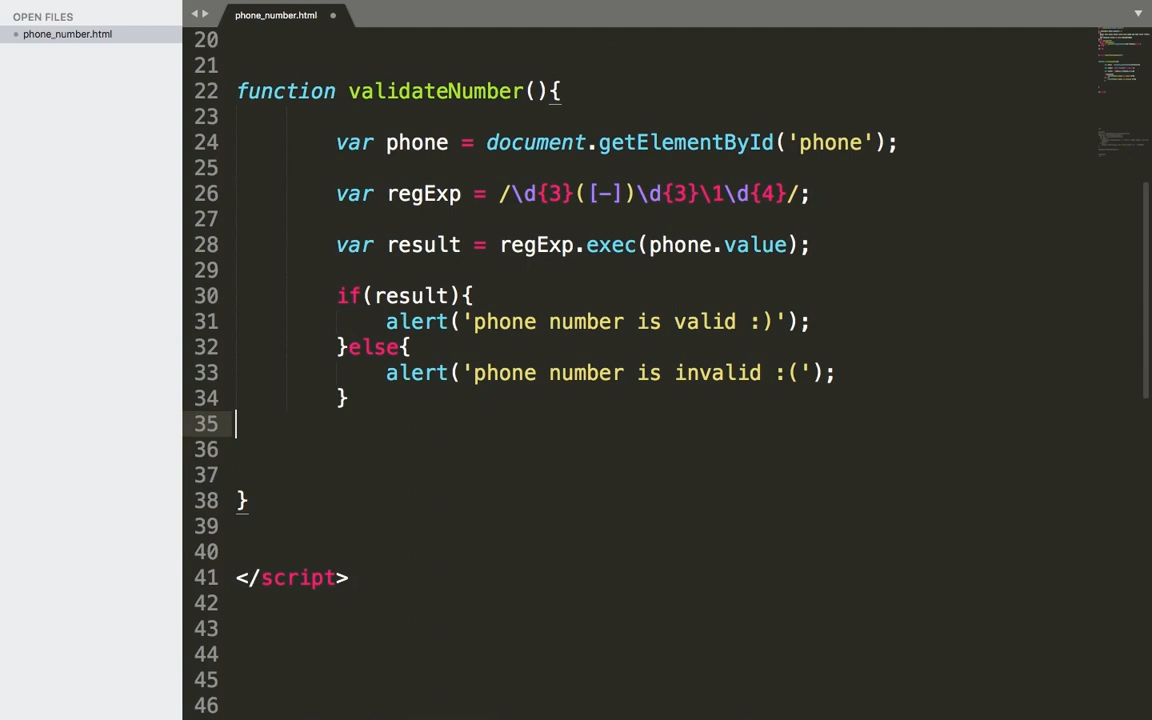 OPEN FILES
phone_number.html
phone_number.html
20
21
22 function validateNumber(){
23
24 var phone = document.getElementById('phone');
25
26 var regExp = /\d{3}([-])\d{3}\1\d{4}/;
27
28 var result = regExp.exec(phone.value);
29
30 if(result){
31 alert('phone number is valid :)');
32 }else{
33 alert('phone number is invalid :(');
34 }
35
36
37
38 }
39
40
41 </script>
42
43
44
45
46